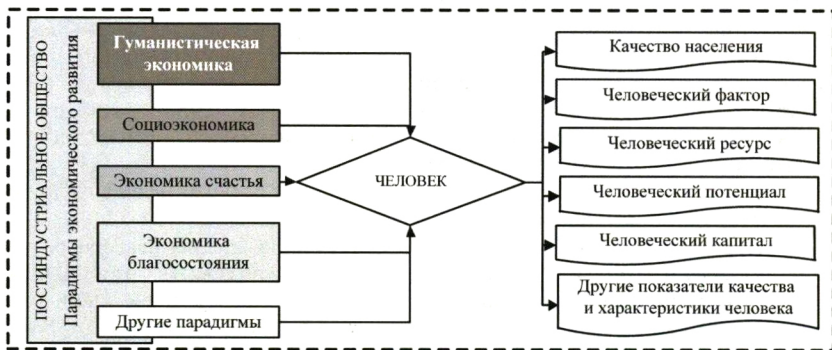 ПОСТИНДУСТРИАЛЬНОЕ ОБЩЕСТВО
Парадигмы экономического развития
Гуманистическая
экономика
Социоэкономика
Экономика счастья
Экономика
благосостояния
Другие парадигмы
ЧЕЛОВЕК
Качество населения
Человеческий фактор
Человеческий ресурс
Человеческий потенциал
Человеческий капитал
Другие показатели качества
и характеристики человека